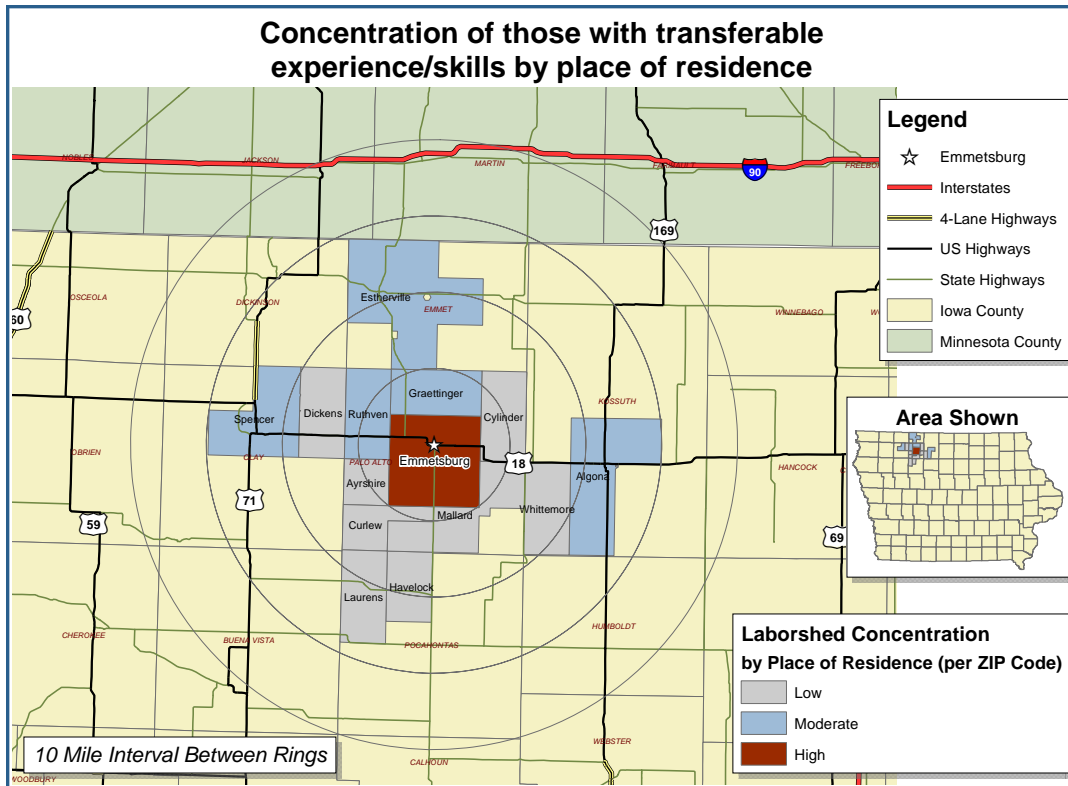 Concentration of those with transferable
experience/skills by place of residence
Legend
Emmetsburg
Interstates
4-Lane Highways
US Highways
State Highways
Iowa County
Minnesota County
JACKSON
MARTIN
90
169
OSCEOLA
DICKINSON
Estherville
EMMET
WINNEBAGO
60
Graettinger
Spencer
Dickens
Ruthven
Cylinder
KOSSUTH
CLAY
PALO ALTO
Emmetsburg
18
HANCOCK
Ayrshire
Algona
71
Curlew
Mallard
Whittemore
59
69
Havelock
Laurens
CHEROKEE
BUENA VISTA
POCAHONTAS
HUMBOLDT
WEBSTER
CALHOUN
WOODBURY
Area Shown
Laborshed Concentration
by Place of Residence (per ZIP Code)
Low
Moderate
High
10 Mile Interval Between Rings